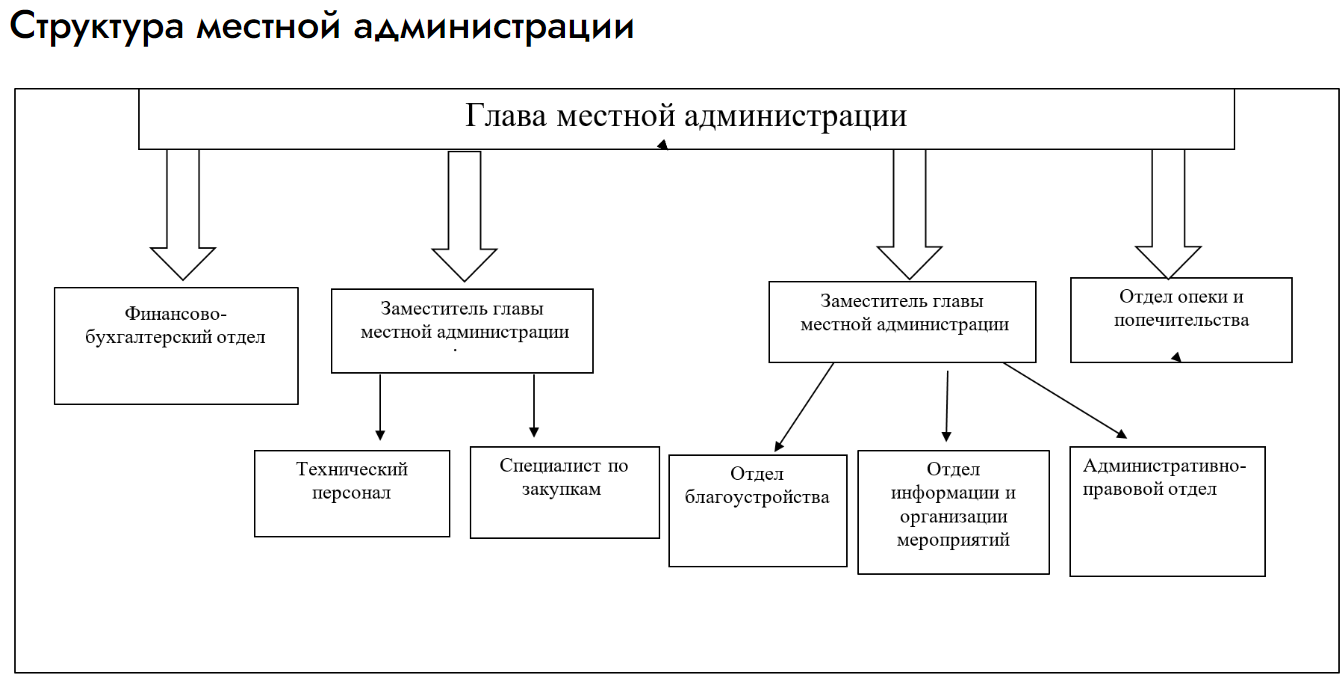 Структура местной администрации
Глава местной администрации
Финансово-
бухгалтерский отдел
Заместитель главы
местной администрации
Заместитель главы
местной администрации
Отдел опеки и
попечительства
Технический
персонал
Специалист по
закупкам
Отдел
благоустройства
Отдел
информации и
организации
мероприятий
Административно-
правовой отдел